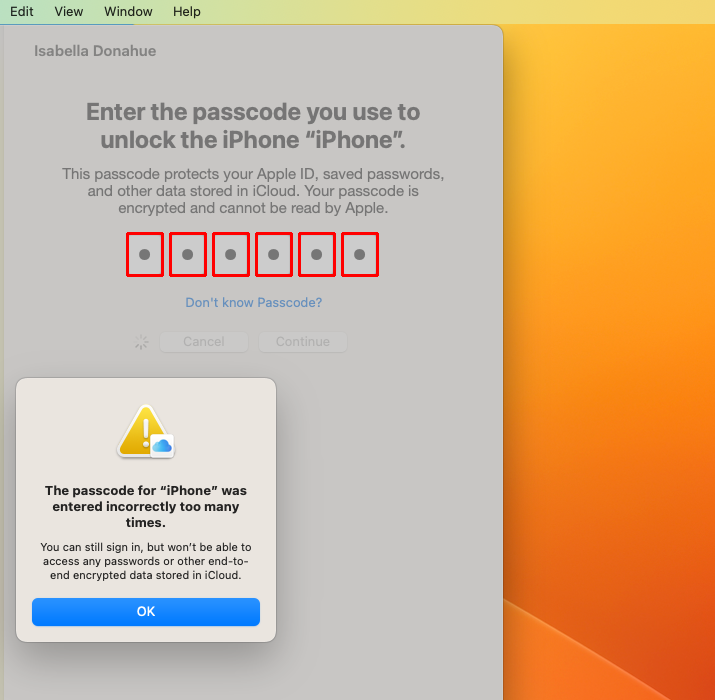 Edit View Window Help
Isabella Donahue
Enter the passcode you use to
unlock the iPhone “iPhone”.
This passcode protects your Apple ID, saved passwords,
and other data stored in iCloud. Your passcode is
encrypted and cannot be read by Apple.
Don't know Passcode?
Cancel Continue
The passcode for “iPhone” was
entered incorrectly too many
times.
You can still sign in, but won’t be able to
access any passwords or other end-to-
end encrypted data stored in iCloud.
OK